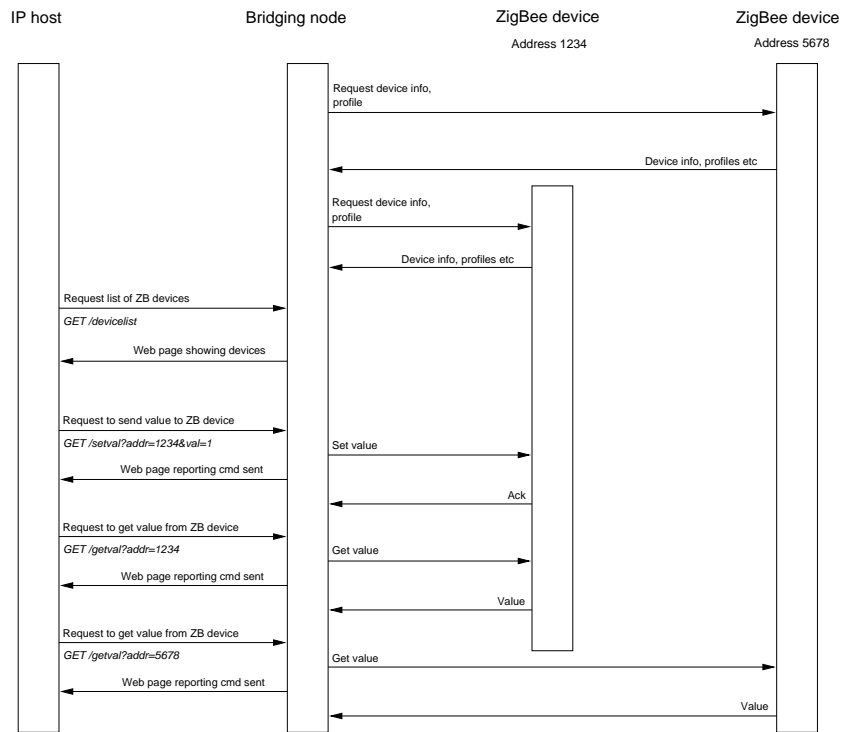 IP host
Bridging node
ZigBee device
ZigBee device
Address 1234
Address 5678
Request device info,
profile
Device info, profiles etc
Request device info,
profile
Device info, profiles etc
Request list of ZB devices
GET /devicelist
Web page showing devices
Request to send value to ZB device
GET /setval?addr=1234&val=1
Set value
Web page reporting cmd sent
Ack
Request to get value from ZB device
GET /getval?addr=1234
Get value
Web page reporting cmd sent
Value
Request to get value from ZB device
GET /getval?addr=5678
Get value
Web page reporting cmd sent
Value